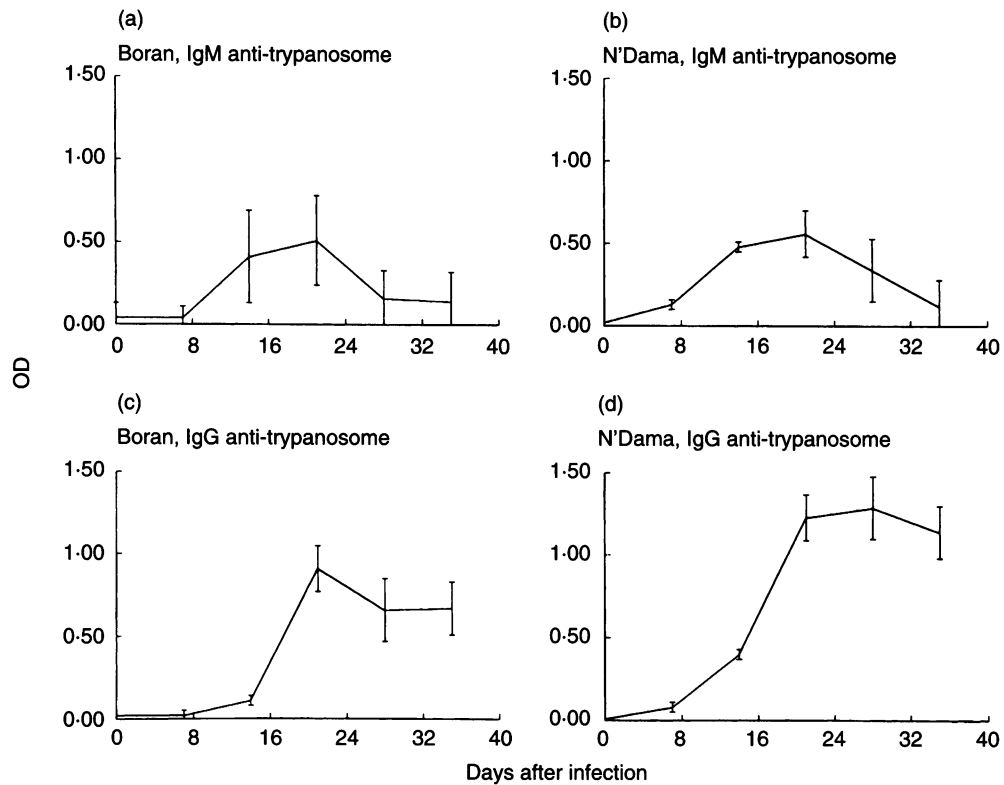 (a)
Boran, IgM anti-trypanosome
1·50
1·00
0·50
0·00
0 8 16 24 32 40
(b)
N'Dama, IgM anti-trypanosome
1·50
1·00
0·50
0·00
0 8 16 24 32 40
OD
(c)
Boran, IgG anti-trypanosome
1·50
1·00
0·50
0·00
0 8 16 24 32 40
(d)
N'Dama, IgG anti-trypanosome
1·50
1·00
0·50
0·00
0 8 16 24 32 40
Days after infection